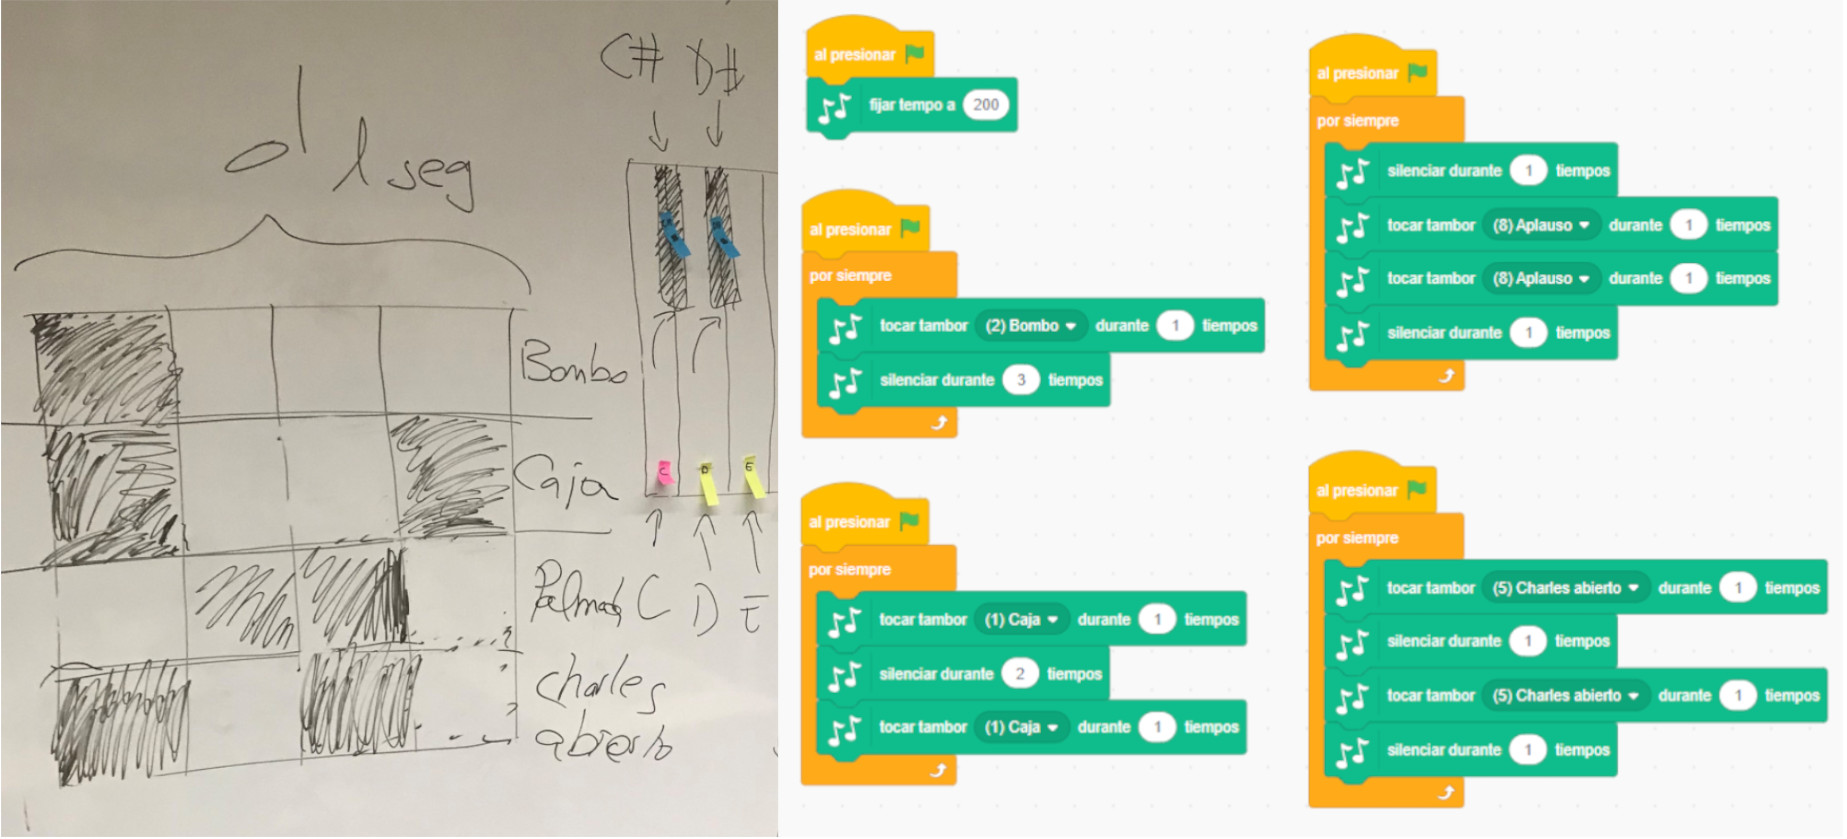 C# D#
1 seg
Bombo
Caja
Palmada
C D E
C D E
charles
abierto
al presionar
fijar tempo a 200
al presionar
por siempre
tocar tambor (2) Bombo durante 1 tiempos
silenciar durante 3 tiempos
al presionar
por siempre
tocar tambor (1) Caja durante 1 tiempos
silenciar durante 2 tiempos
tocar tambor (1) Caja durante 1 tiempos
al presionar
por siempre
silenciar durante 1 tiempos
tocar tambor (8) Aplauso durante 1 tiempos
tocar tambor (8) Aplauso durante 1 tiempos
silenciar durante 1 tiempos
al presionar
por siempre
tocar tambor (5) Charles abierto durante 1 tiempos
silenciar durante 1 tiempos
tocar tambor (5) Charles abierto durante 1 tiempos
silenciar durante 1 tiempos